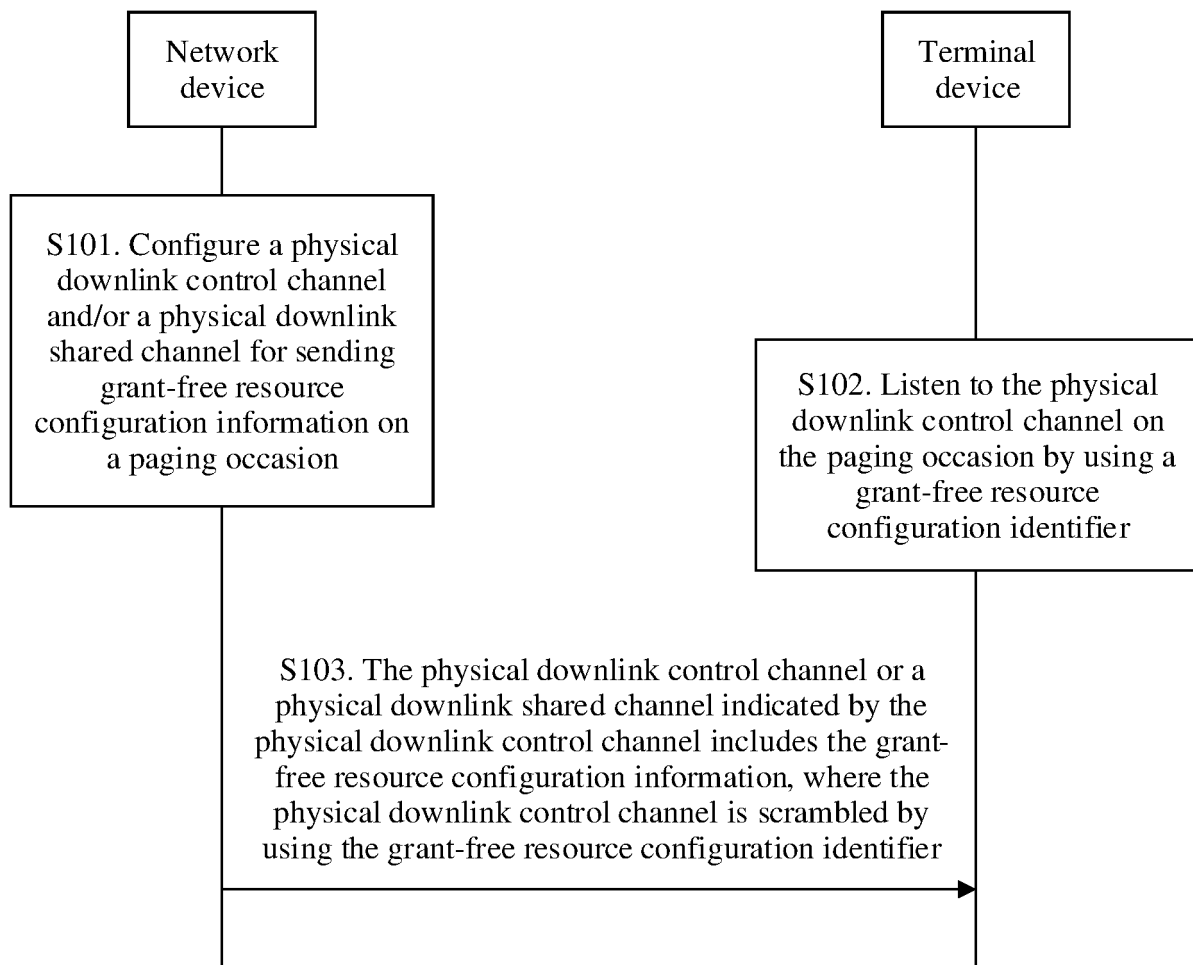 Network
device
Terminal
device
S101. Configure a physical
downlink control channel
and/or a physical downlink
shared channel for sending
grant-free resource
configuration information on
a paging occasion
S102. Listen to the physical
downlink control channel on
the paging occasion by using a
grant-free resource
configuration identifier
S103. The physical downlink control channel or a
physical downlink shared channel indicated by the
physical downlink control channel includes the grant-
free resource configuration information, where the
physical downlink control channel is scrambled by
using the grant-free resource configuration identifier